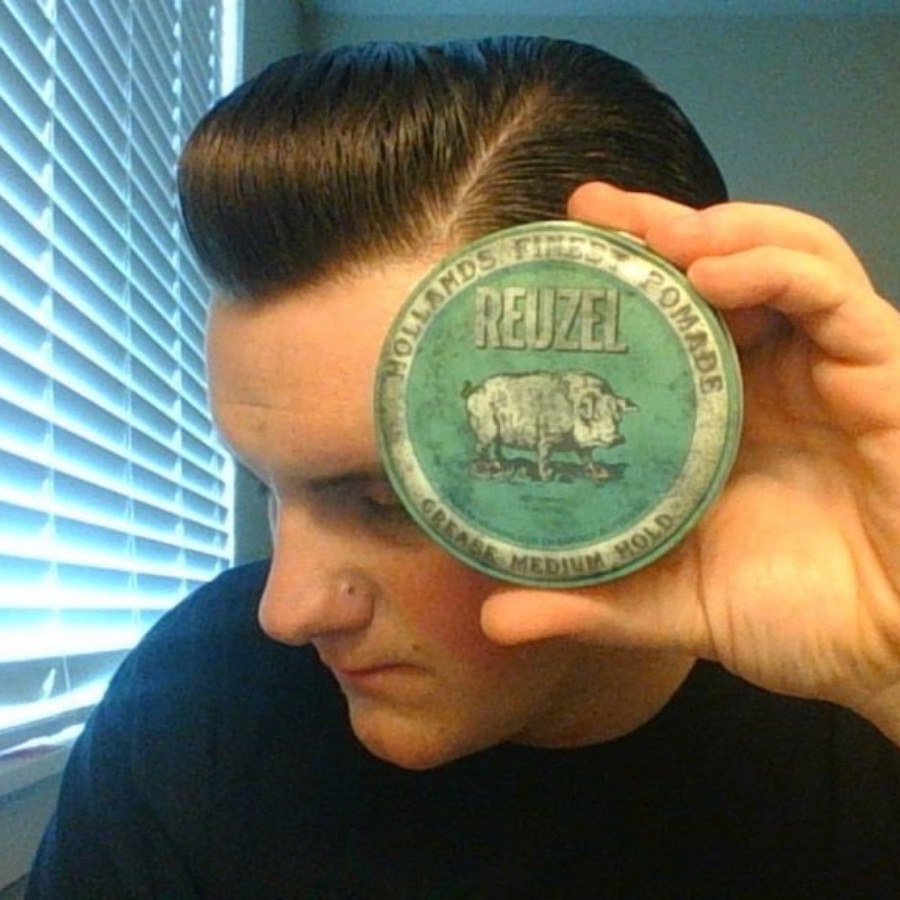 HOLLANDS FINEST POMADE
REUZEL
GREASE MEDIUM HOLD